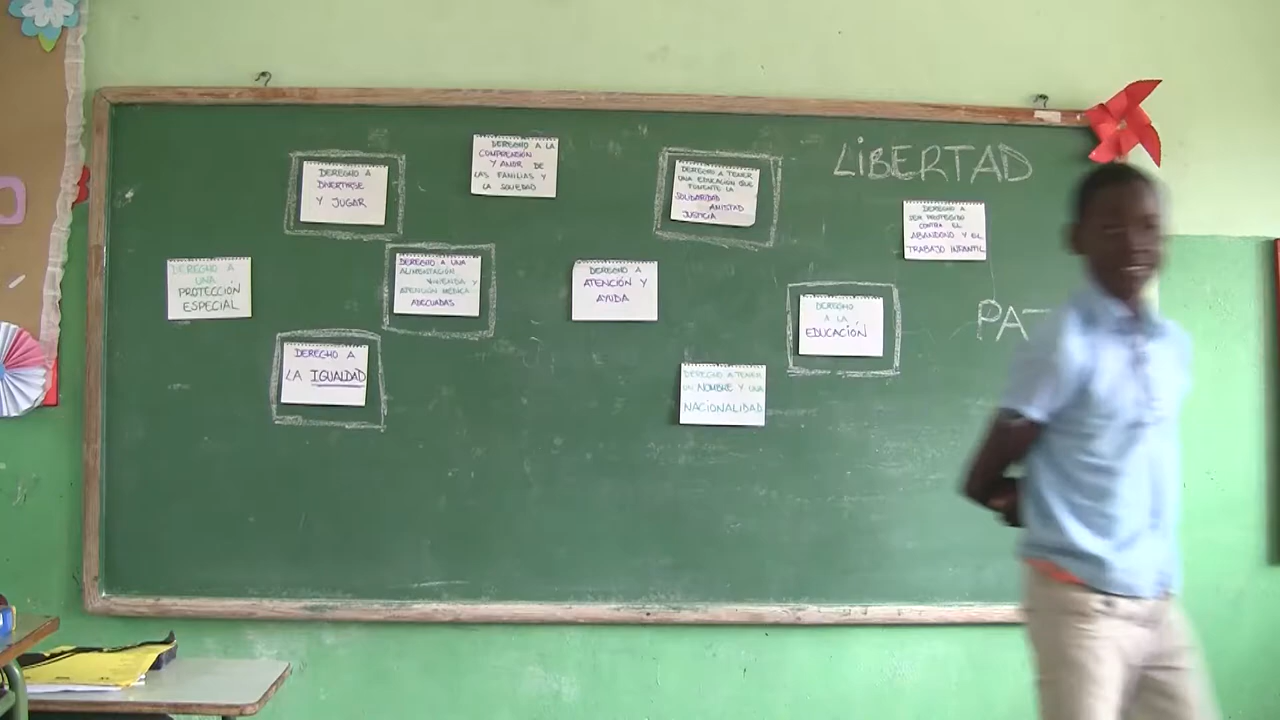 DERECHO A
DIVERTIRSE
Y JUGAR
DERECHO A LA
COMPRENSIÓN
Y AMOR DE
LAS FAMILIAS Y
LA SOCIEDAD
DERECHO A TENER
UNA EDUCACIÓN QUE
FOMENTE LA
SOLIDARIDAD
AMISTAD
JUSTICIA
LIBERTAD
DERECHO A
SER PROTEGIDO
CONTRA EL
ABANDONO Y EL
TRABAJO INFANTIL
DERECHO A
UNA
PROTECCIÓN
ESPECIAL
DERECHO A UNA
ALIMENTACIÓN
VIVIENDA Y
ATENCIÓN MÉDICA
ADECUADAS
DERECHO A
ATENCIÓN Y
AYUDA
DERECHO
A LA
EDUCACIÓN
PAT
DERECHO A
LA IGUALDAD
DERECHO A TENER
UN NOMBRE Y UNA
NACIONALIDAD